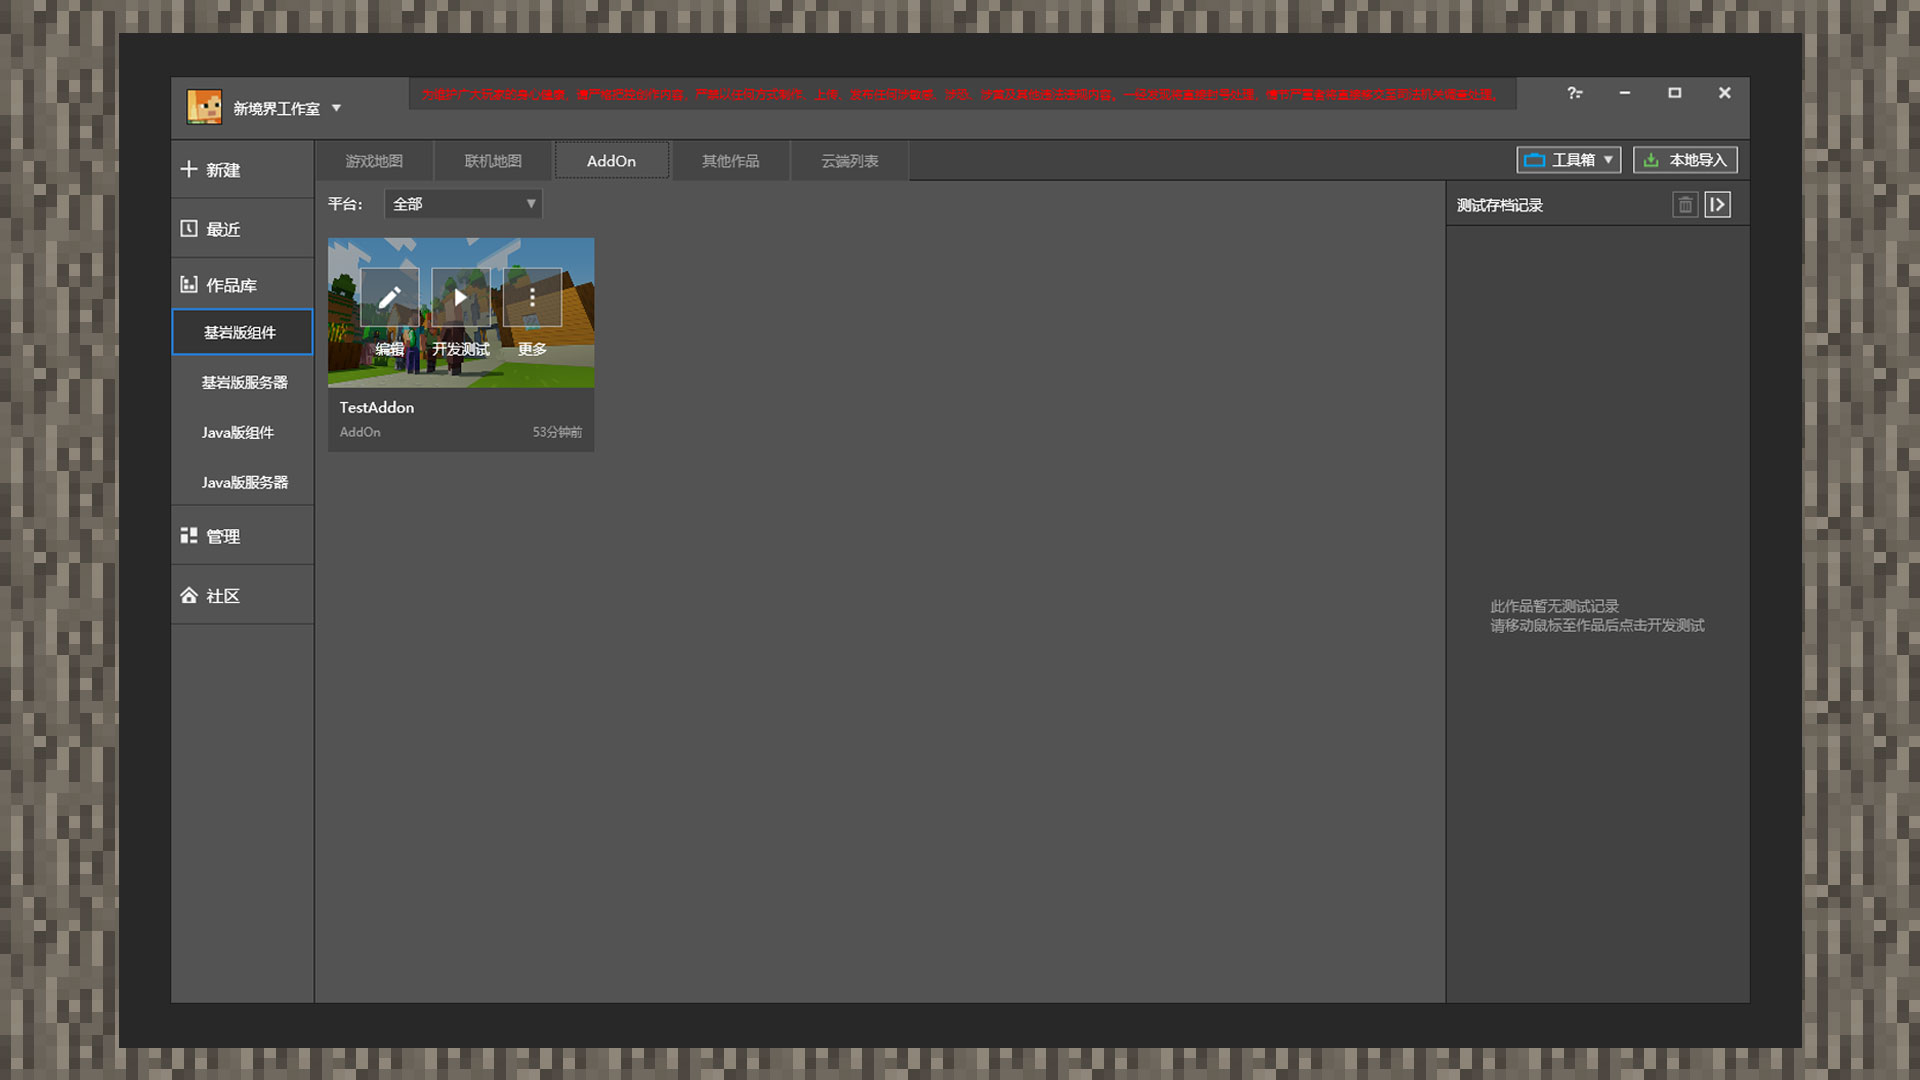 新境界工作室
为维护广大玩家的身心健康，请严格把控创作内容，严禁以任何方式制作、上传、发布任何涉敏感、涉恐、涉黄及其他违法违规内容。一经发现将直接封号处理，情节严重者将直接移交至司法机关备案处理。
新建
最近
作品库
基岩版组件
基岩版服务器
Java版组件
Java版服务器
管理
社区
游戏地图 联机地图 AddOn 其他作品 云端列表
工具箱 本地导入
平台： 全部
编辑 开发测试 更多
TestAddon
AddOn 53分钟前
测试存档记录
此作品暂无测试记录
请移动鼠标至作品后点击开发测试